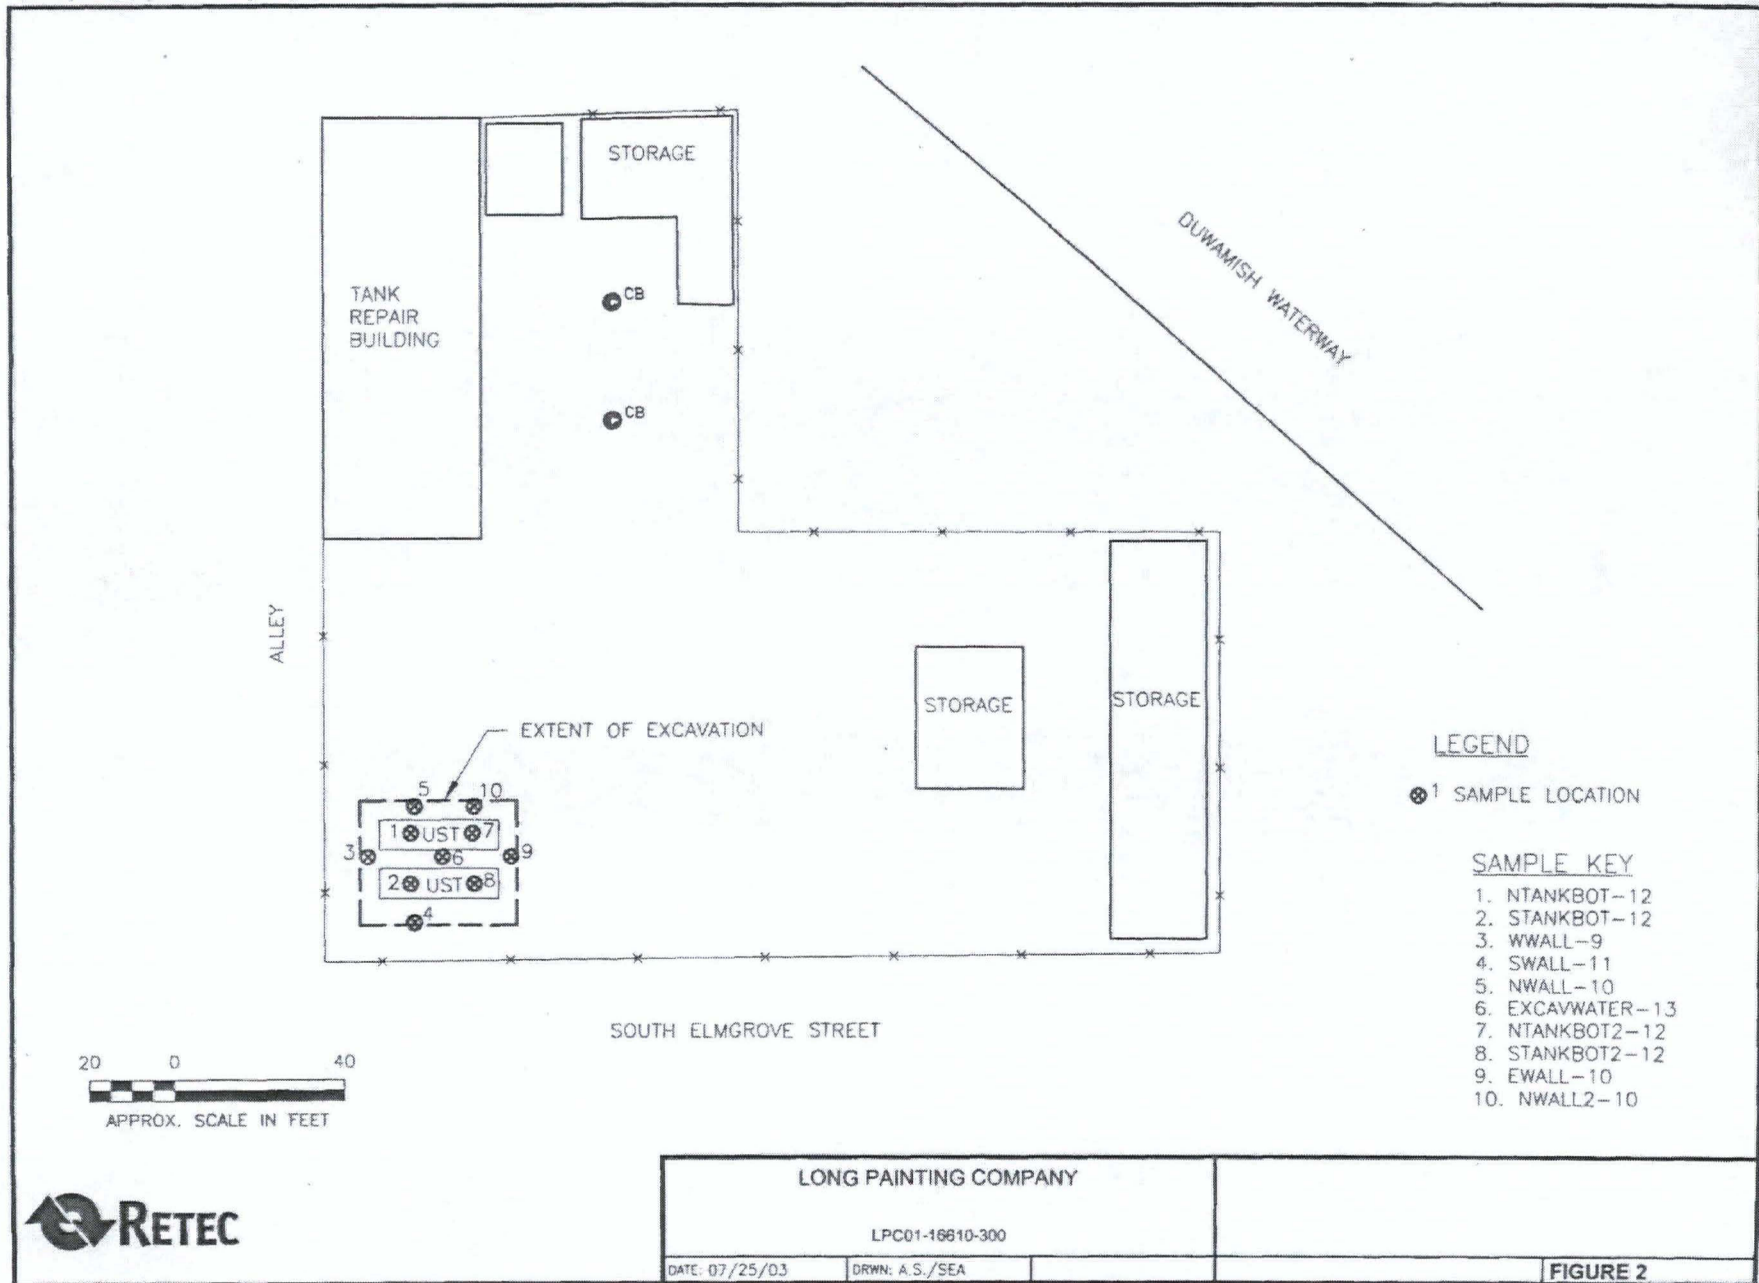 STORAGE
DUWAMISH WATERWAY
TANK
REPAIR
BUILDING
CB
CB
ALLEY
STORAGE
STORAGE
EXTENT OF EXCAVATION
LEGEND
1 SAMPLE LOCATION
5 10
1 UST 7
3 6 9
2 UST 8
4
SAMPLE KEY
1. NTANKBOT-12
2. STANKBOT-12
3. WWALL-9
4. SWALL-11
5. NWALL-10
6. EXCAVWATER-13
7. NTANKBOT2-12
8. STANKBOT2-12
9. EWALL-10
10. NWALL2-10
SOUTH ELMGROVE STREET
20 0 40
APPROX. SCALE IN FEET
RETEC
LONG PAINTING COMPANY
LPC01-16610-300
DATE: 07/25/03
DRWN: A.S./SEA
FIGURE 2